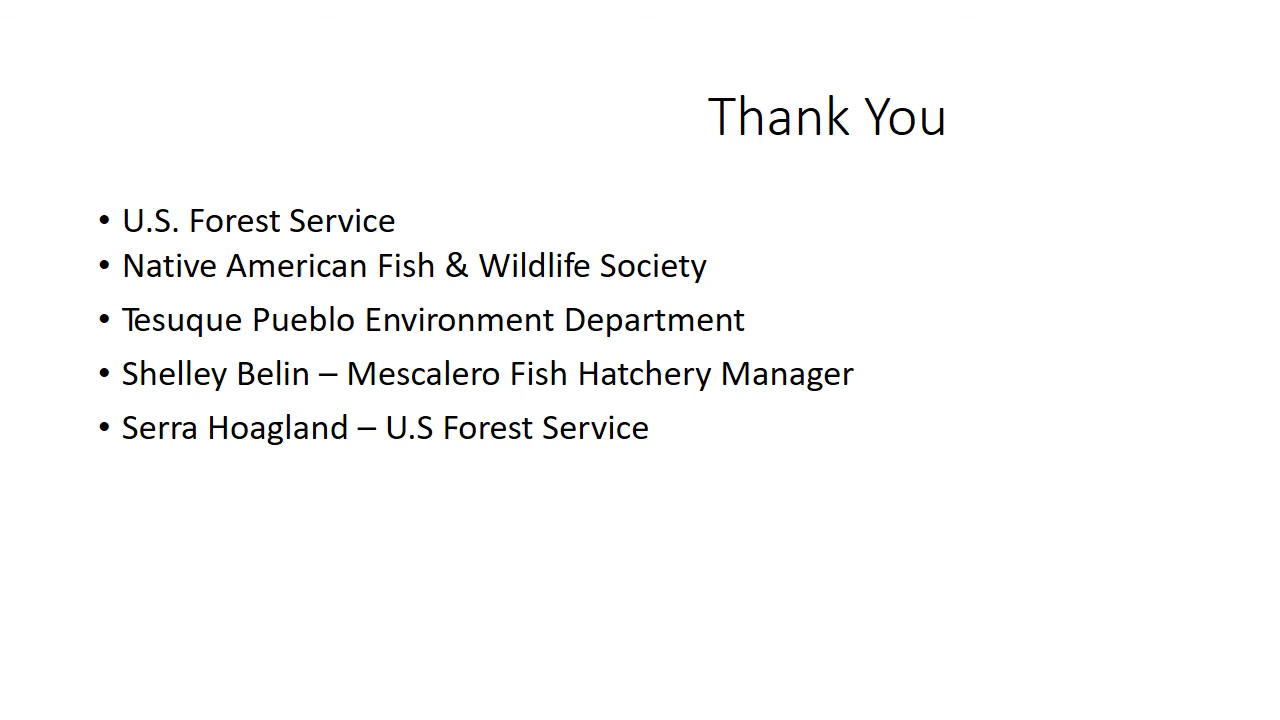 Thank You
• U.S. Forest Service
• Native American Fish & Wildlife Society
• Tesuque Pueblo Environment Department
• Shelley Belin – Mescalero Fish Hatchery Manager
• Serra Hoagland – U.S Forest Service